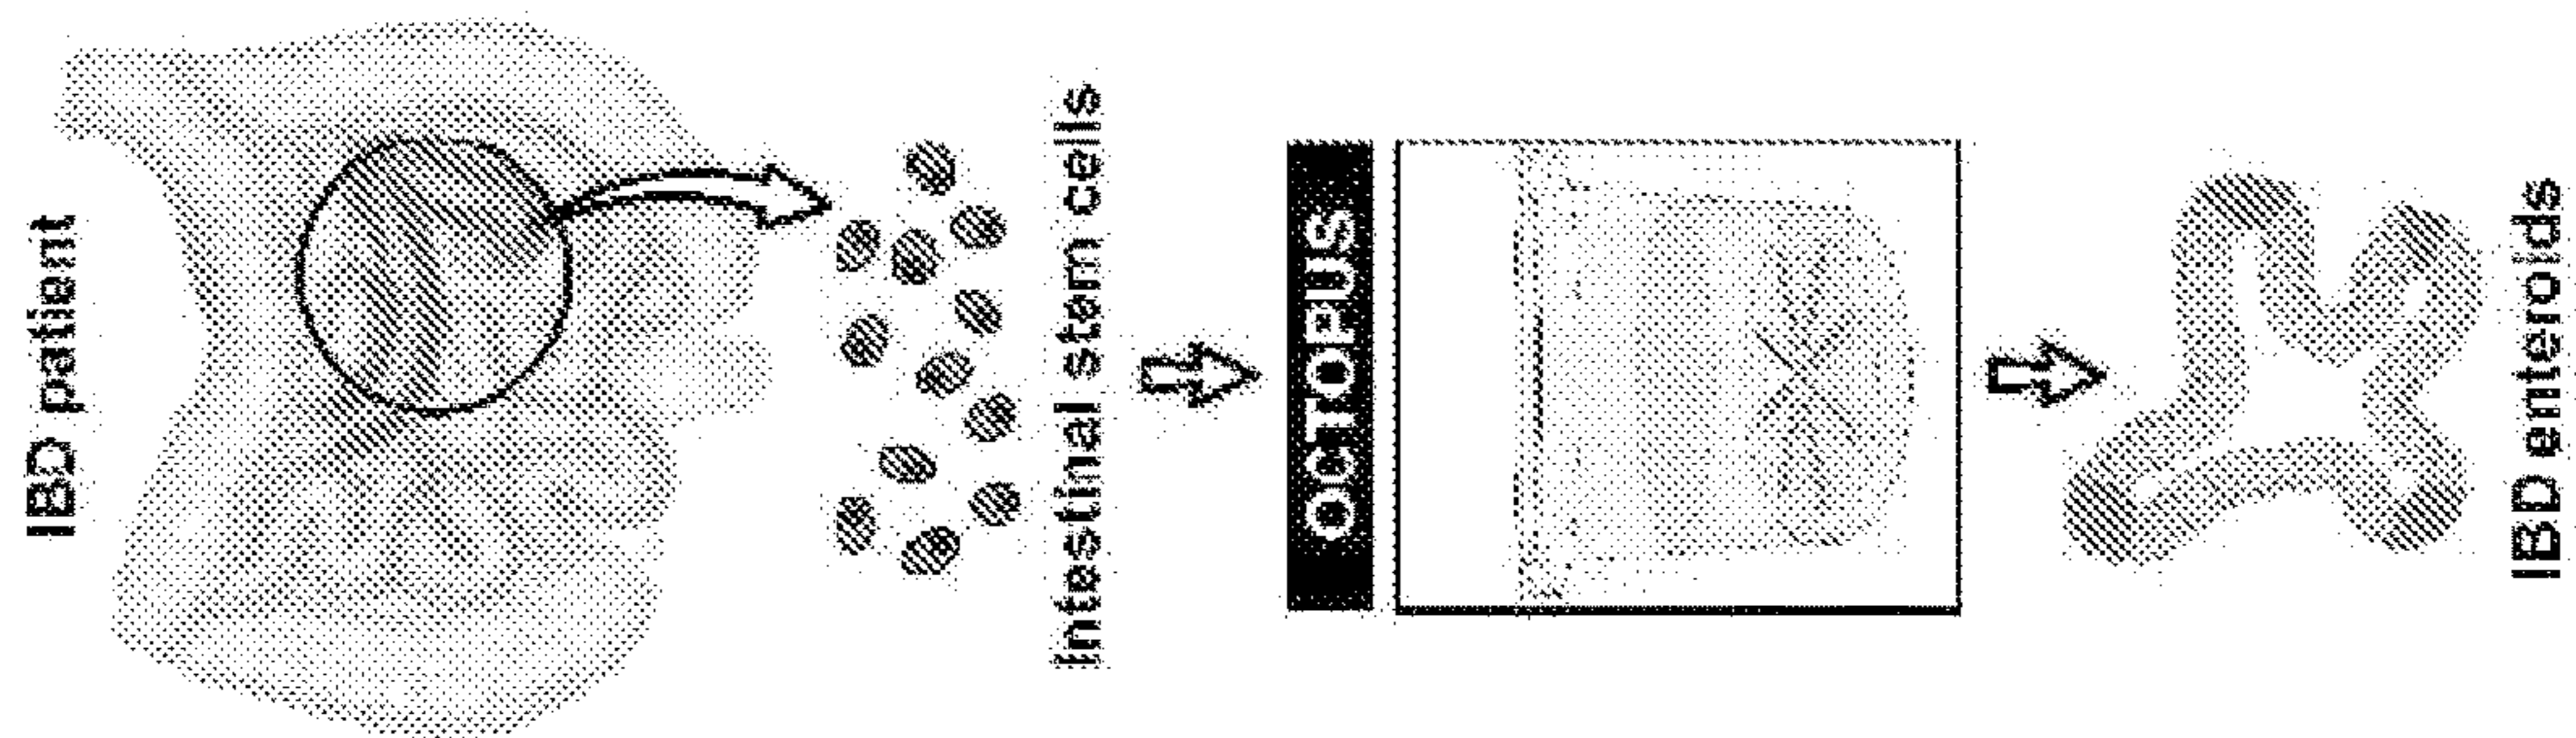 IBD patient
Intestinal stem cells
OCTOPUS
IBD enteroids